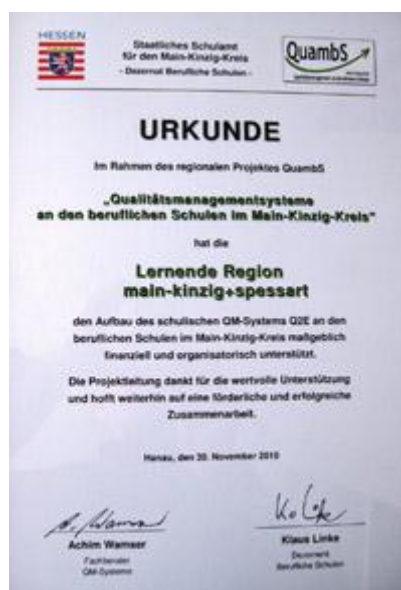 HESSEN
Staatliches Schulamt
für den Main-Kinzig-Kreis
- Dezernat Berufliche Schulen -
QuambS
URKUNDE
Im Rahmen des regionalen Projektes QuambS
„Qualitätsmanagementsysteme
an den beruflichen Schulen im Main-Kinzig-Kreis"
hat die
Lernende Region
main-kinzig+spessart
den Aufbau des schulischen QM-Systems Q2E an den
beruflichen Schulen im Main-Kinzig-Kreis maßgeblich
finanziell und organisatorisch unterstützt.
Die Projektleitung dankt für die wertvolle Unterstützung
und hofft weiterhin auf eine förderliche und erfolgreiche
Zusammenarbeit.
Hanau, den 30. November 2010
Achim Wamser
Fachberater
QM-Systeme
Klaus Linke
Dezernent
Berufliche Schulen